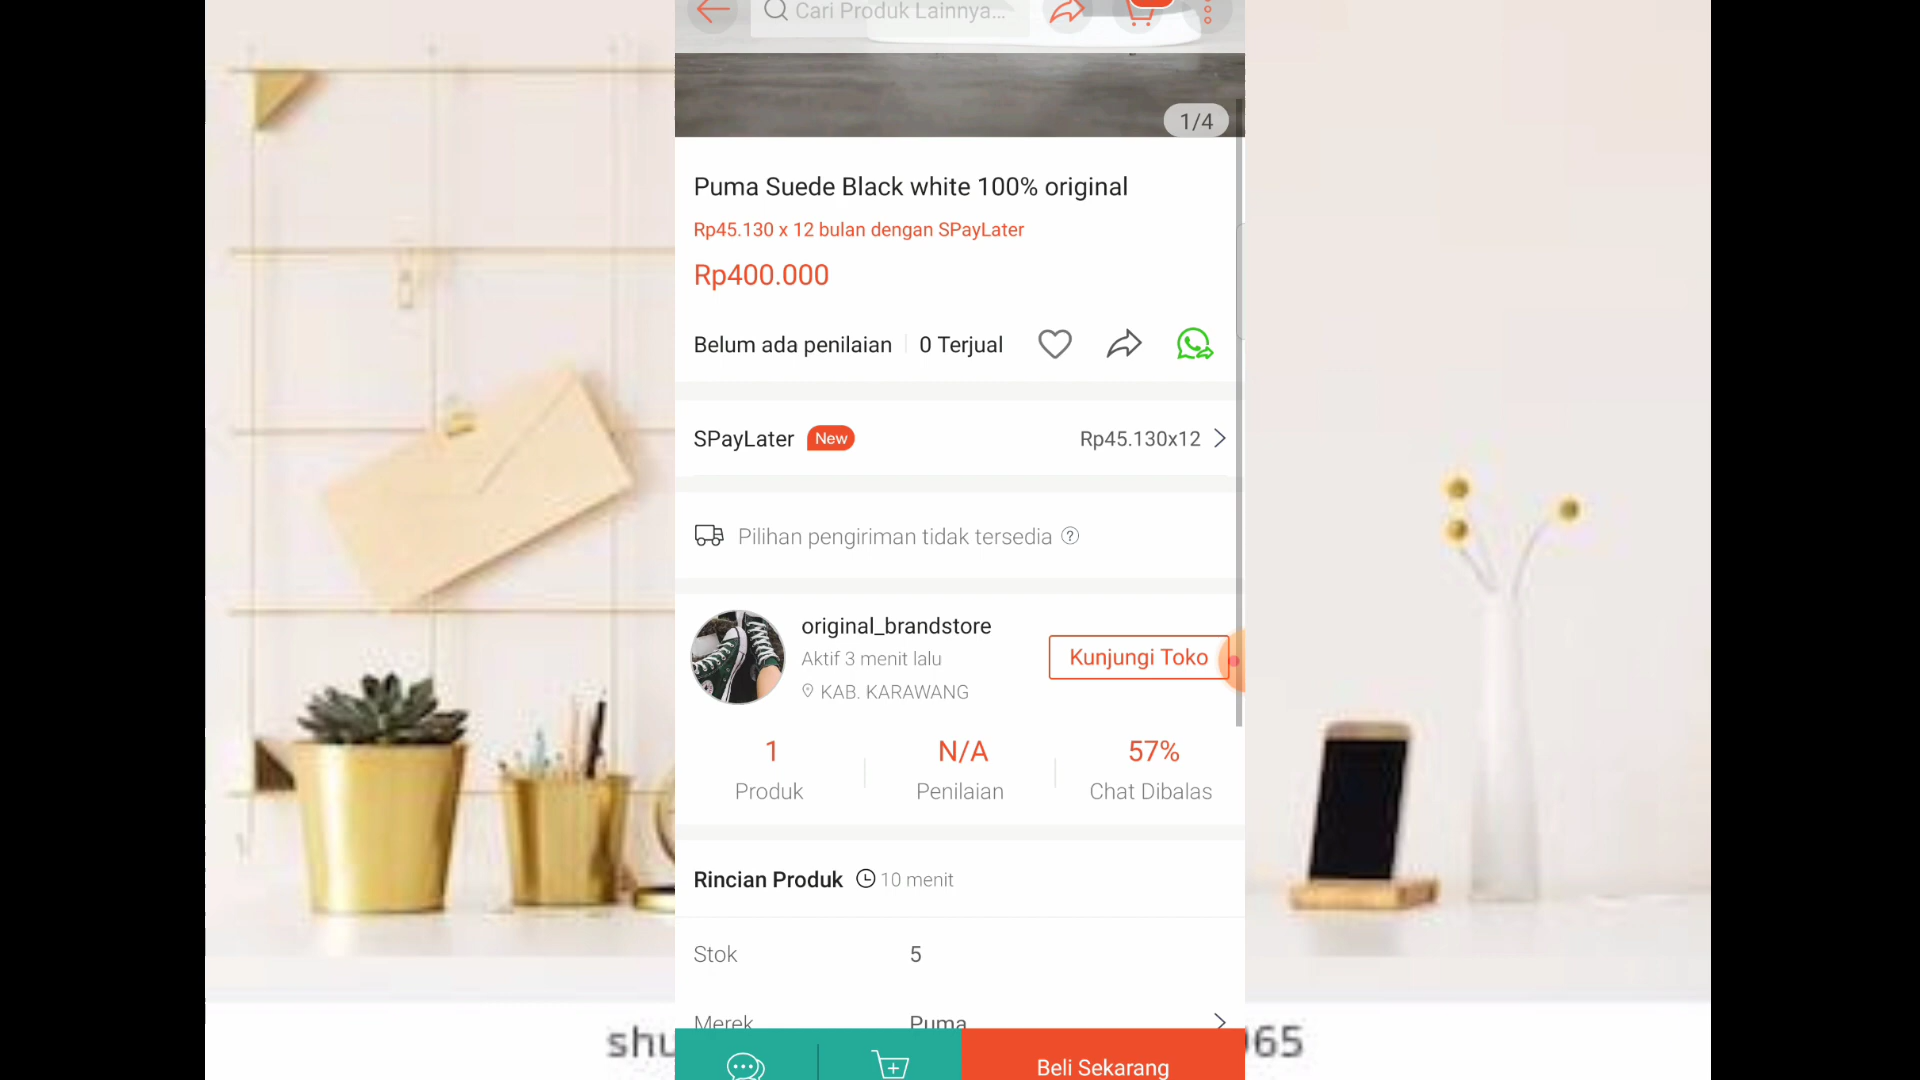 Cari Produk Lainnya...
1/4
Puma Suede Black white 100% original
Rp45.130 x 12 bulan dengan SPayLater
Rp400.000
Belum ada penilaian
0 Terjual
SPayLater New Rp45.130x12
Pilihan pengiriman tidak tersedia ?
original_brandstore
Aktif 3 menit lalu
KAB. KARAWANG
Kunjungi Toko
1 N/A 57%
Produk Penilaian Chat Dibalas
Rincian Produk 10 menit
Stok 5
Merek Puma
Beli Sekarang